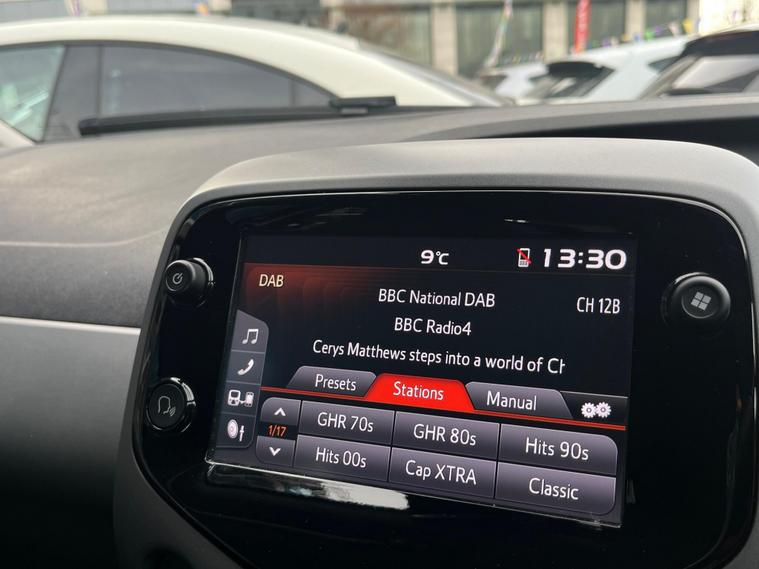 9°C
13:30
DAB
BBC National DAB
CH 12B
BBC Radio4
Cerys Matthews steps into a world of Ch
Presets
Stations
Manual
1/17
GHR 70s
GHR 80s
Hits 90s
Hits 00s
Cap XTRA
Classic